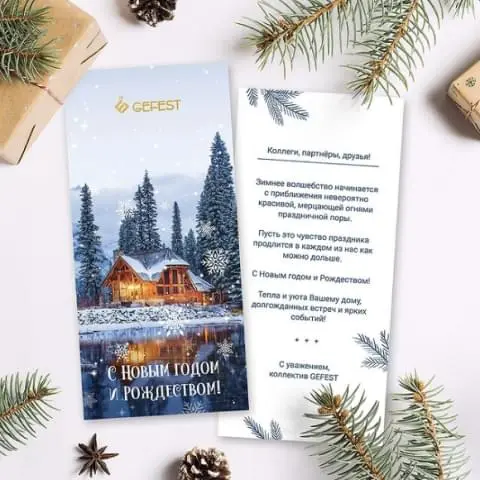 GEFEST
С НОВЫМ ГОДОМ
И РОЖДЕСТВОМ!
Коллеги, партнёры, друзья!
Зимнее волшебство начинается
с приближения невероятно
красивой, мерцающей огнями
праздничной поры.
Пусть это чувство праздника
продлится в каждом из нас как
можно дольше.
С Новым годом и Рождеством!
Тепла и уюта Вашему дому,
долгожданных встреч и ярких
событий!
* * *
С уважением,
коллектив GEFEST